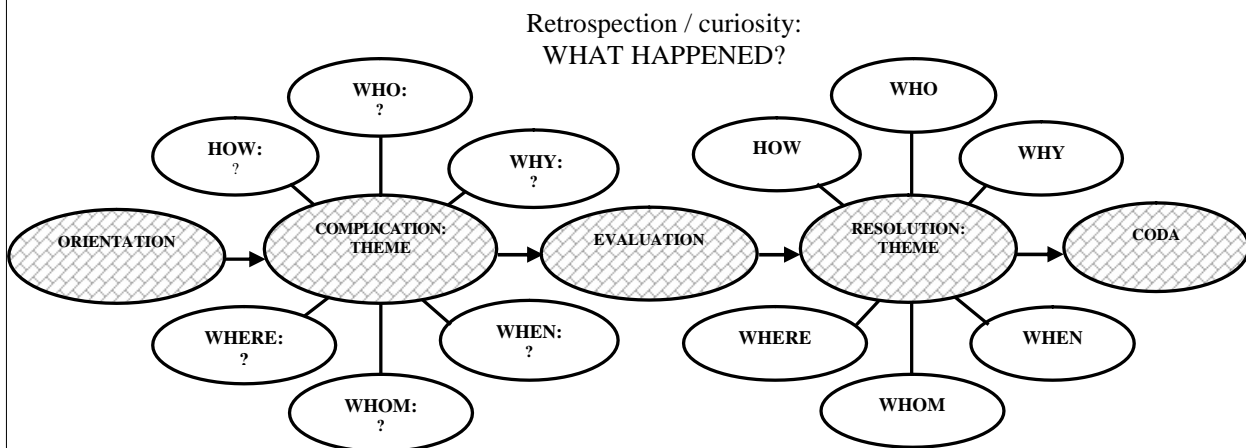 Retrospection / curiosity:
WHAT HAPPENED?
WHO:
?
HOW:
?
WHY:
?
ORIENTATION
COMPLICATION:
THEME
EVALUATION
WHERE:
?
WHEN:
?
WHOM:
?
WHO
HOW
WHY
RESOLUTION:
THEME
CODA
WHERE
WHEN
WHOM